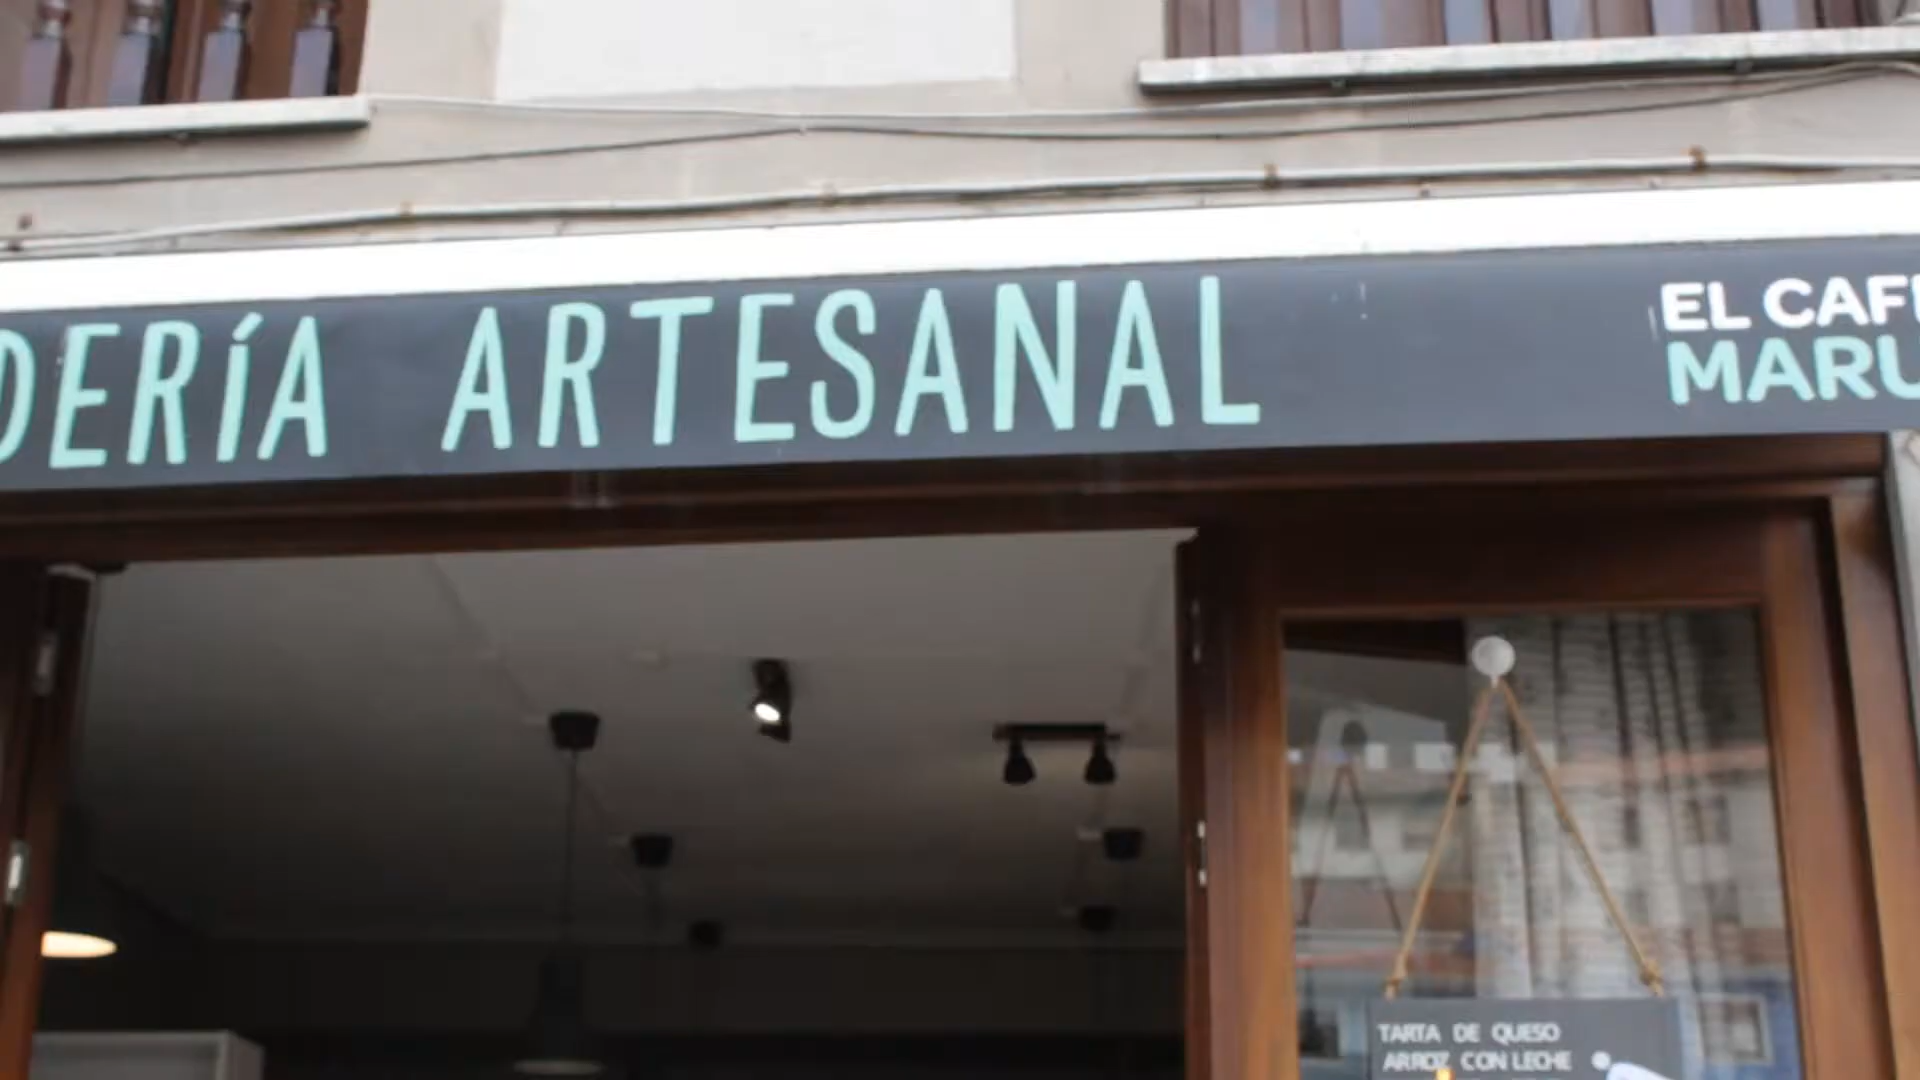 DERÍA ARTESANAL
EL CAF
MARU
TARTA DE QUESO
ARROZ CON LECHE